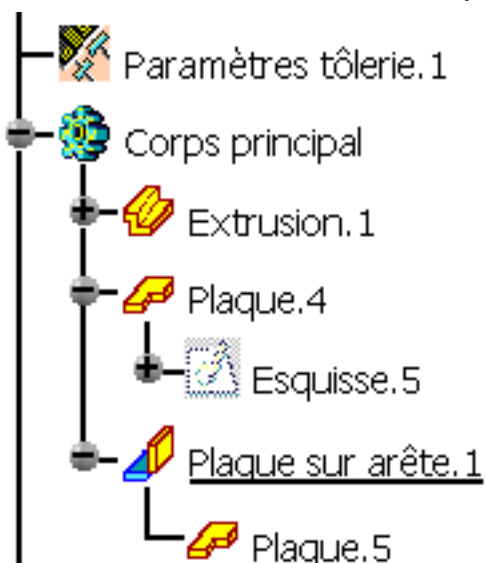 Paramètres tôlerie.1
Corps principal
Extrusion.1
Plaque.4
Esquisse.5
Plaque sur arête.1
Plaque.5